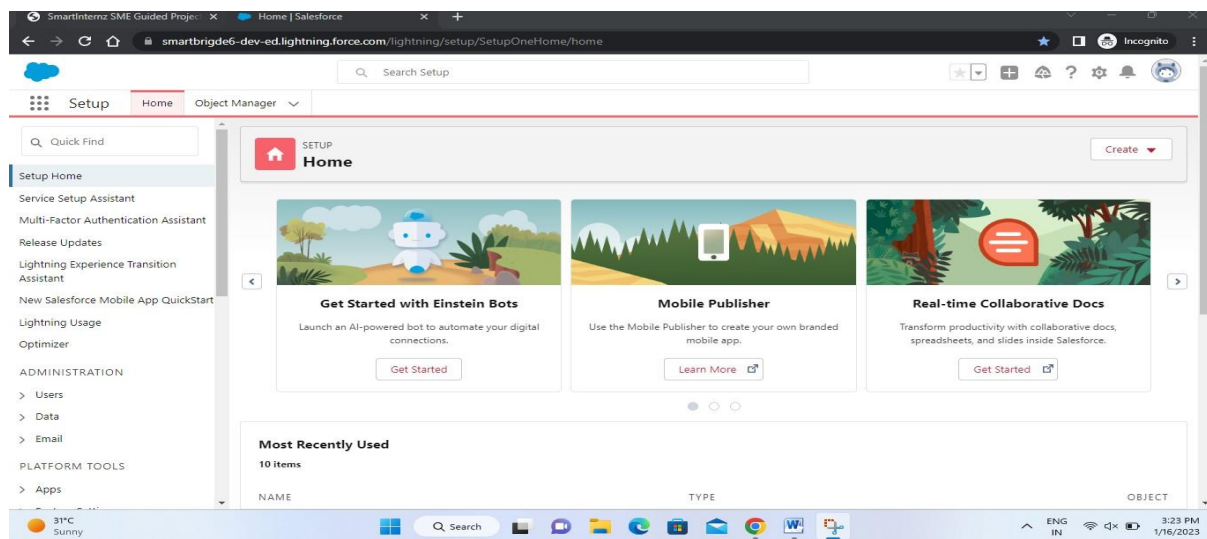 SmartInternz SME Guided Projec
Home | Salesforce
smartbrigde6-dev-ed.lightning.force.com/lightning/setup/SetupOneHome/home
Incognito
Search Setup
Setup
Home
Object Manager
Quick Find
SETUP
Home
Create
Setup Home
Service Setup Assistant
Multi-Factor Authentication Assistant
Release Updates
Lightning Experience Transition
Assistant
New Salesforce Mobile App QuickStart
Lightning Usage
Optimizer
ADMINISTRATION
Users
Data
Email
PLATFORM TOOLS
Apps
Get Started with Einstein Bots
Launch an AI-powered bot to automate your digital
connections.
Get Started
Mobile Publisher
Use the Mobile Publisher to create your own branded
mobile app.
Learn More
Real-time Collaborative Docs
Transform productivity with collaborative docs,
spreadsheets, and slides inside Salesforce.
Get Started
Most Recently Used
10 items
NAME
TYPE
OBJECT
31°C
Sunny
Search
ENG
IN
3:23 PM
1/16/2023